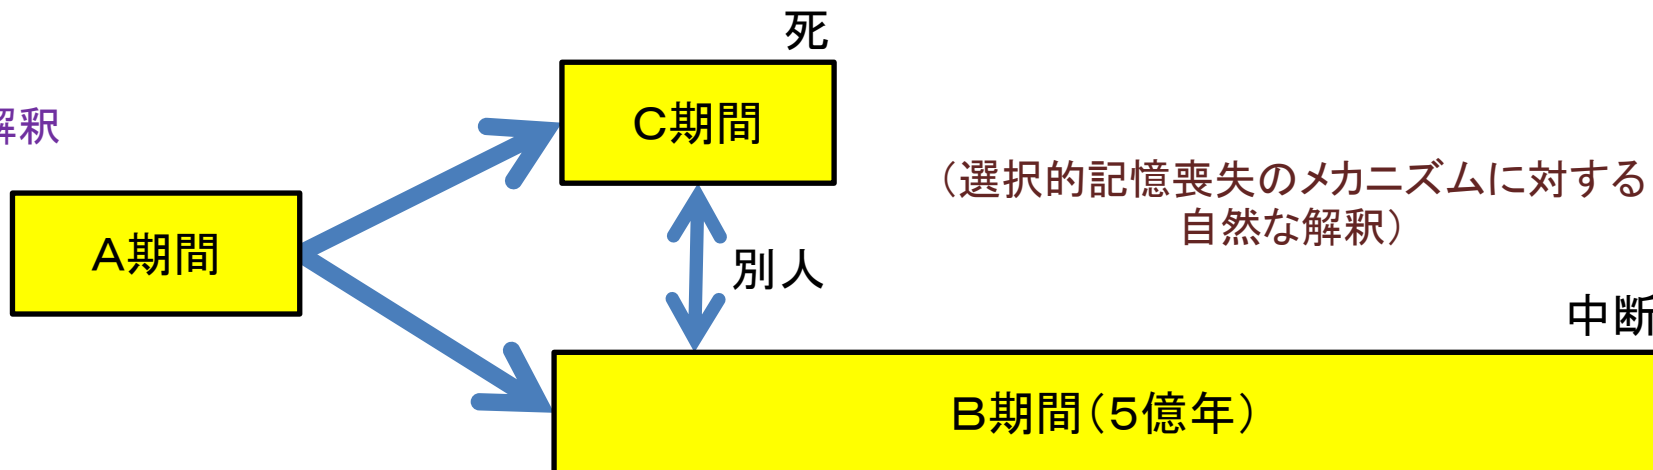 死
C期間
解釈
（選択的記憶喪失のメカニズムに対する
自然な解釈）
A期間
別人
中断
B期間（5億年）